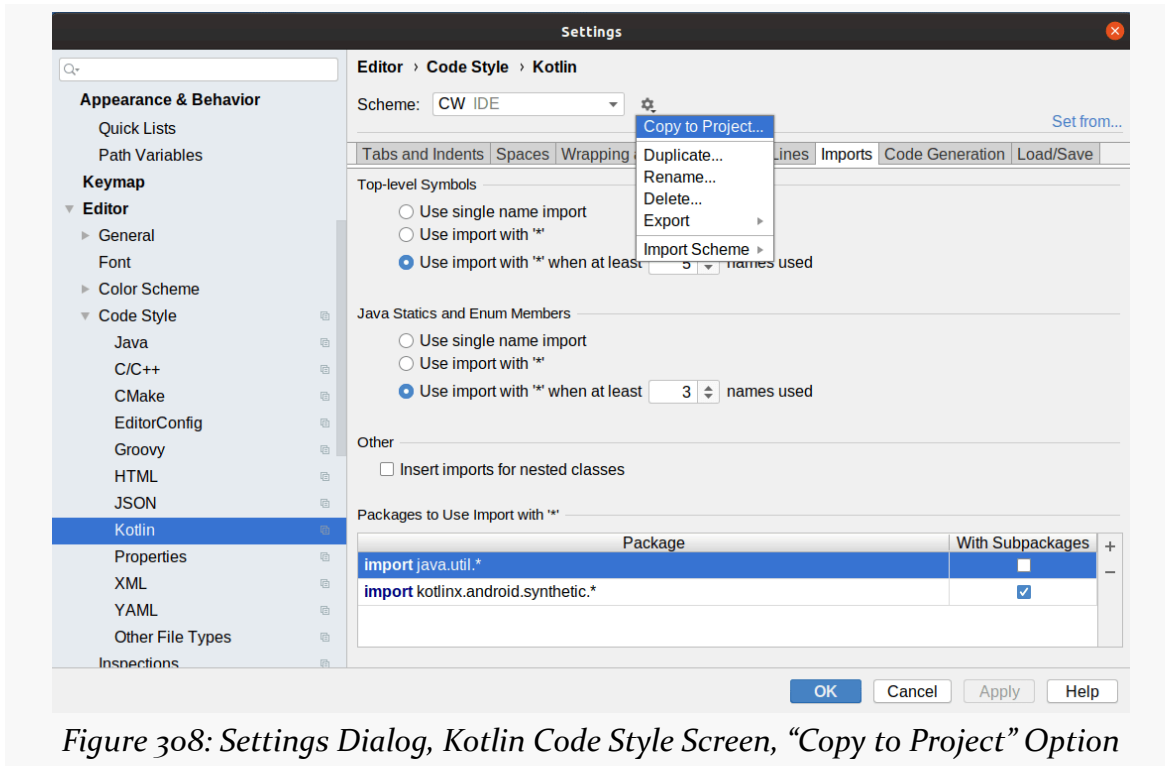 Settings
Editor › Code Style › Kotlin
Appearance & Behavior
Quick Lists
Path Variables
Keymap
Editor
General
Font
Color Scheme
Code Style
Java
C/C++
CMake
EditorConfig
Groovy
HTML
JSON
Kotlin
Properties
XML
YAML
Other File Types
Inspections
Scheme: CW IDE
Set from...
Copy to Project...
Duplicate...
Rename...
Delete...
Export
Import Scheme
Tabs and Indents Spaces Wrapping Lines Imports Code Generation Load/Save
Top-level Symbols
Use single name import
Use import with '*'
Use import with '*' when at least 5 names used
Java Statics and Enum Members
Use single name import
Use import with '*'
Use import with '*' when at least 3 names used
Other
Insert imports for nested classes
Packages to Use Import with '*'
Package With Subpackages
import java.util.*
import kotlinx.android.synthetic.*
OK Cancel Apply Help
Figure 308: Settings Dialog, Kotlin Code Style Screen, “Copy to Project” Option